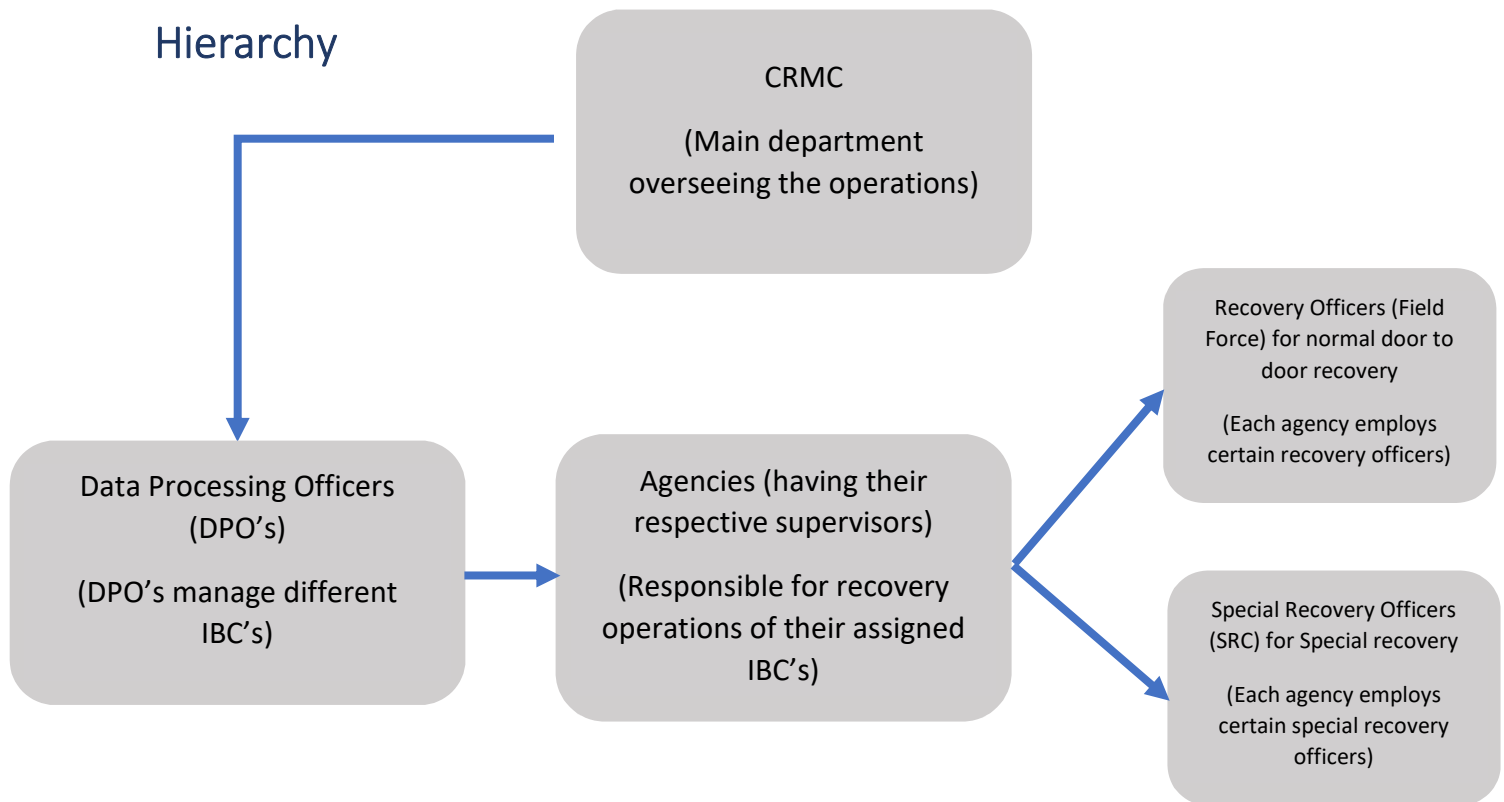 Hierarchy
CRMC
(Main department
overseeing the operations)
Data Processing Officers
(DPO’s)
(DPO’s manage different
IBC’s)
Agencies (having their
respective supervisors)
(Responsible for recovery
operations of their assigned
IBC’s)
Recovery Officers (Field
Force) for normal door to
door recovery
(Each agency employs
certain recovery officers)
Special Recovery Officers
(SRC) for Special recovery
(Each agency employs
certain special recovery
officers)